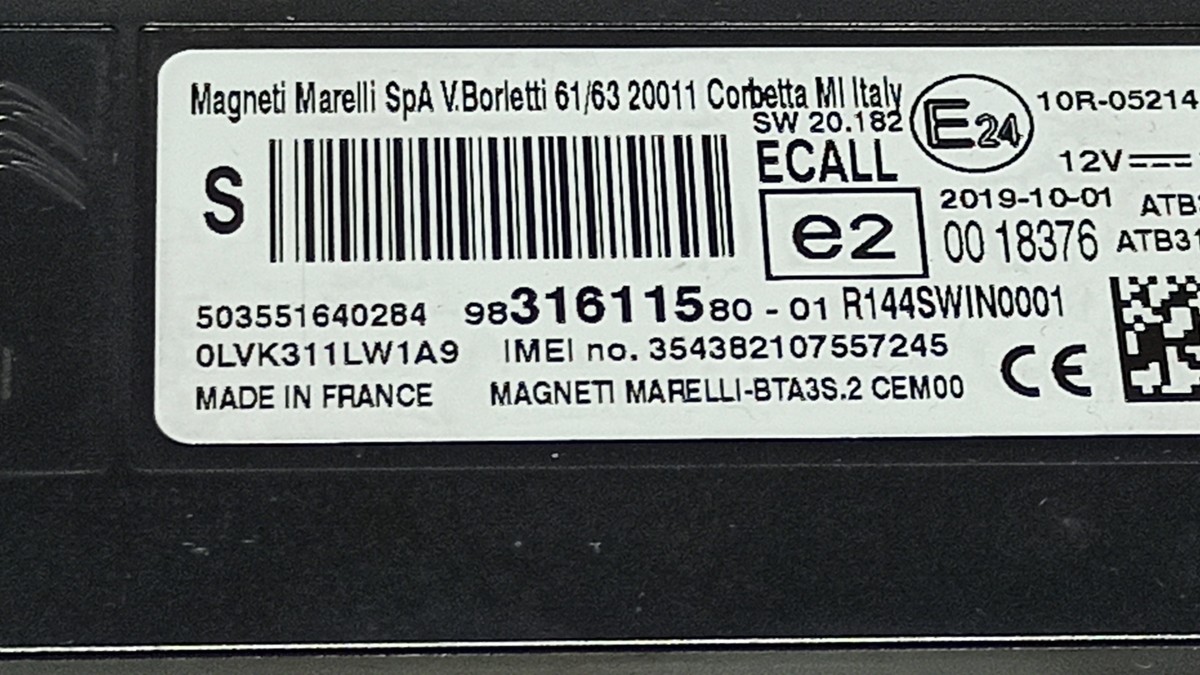 Magneti Marelli SpA V.Borletti 61/63 20011 Corbetta MI Italy
SW 20.182
E24
10R-05214
12V
S
ECALL
e2
2019-10-01
00 18376
ATB31
503551640284 9831611580 - 01 R144SWIN0001
0LVK311LW1A9 IMEI no. 354382107557245
MADE IN FRANCE MAGNETI MARELLI-BTA3S.2 CEM00
CE